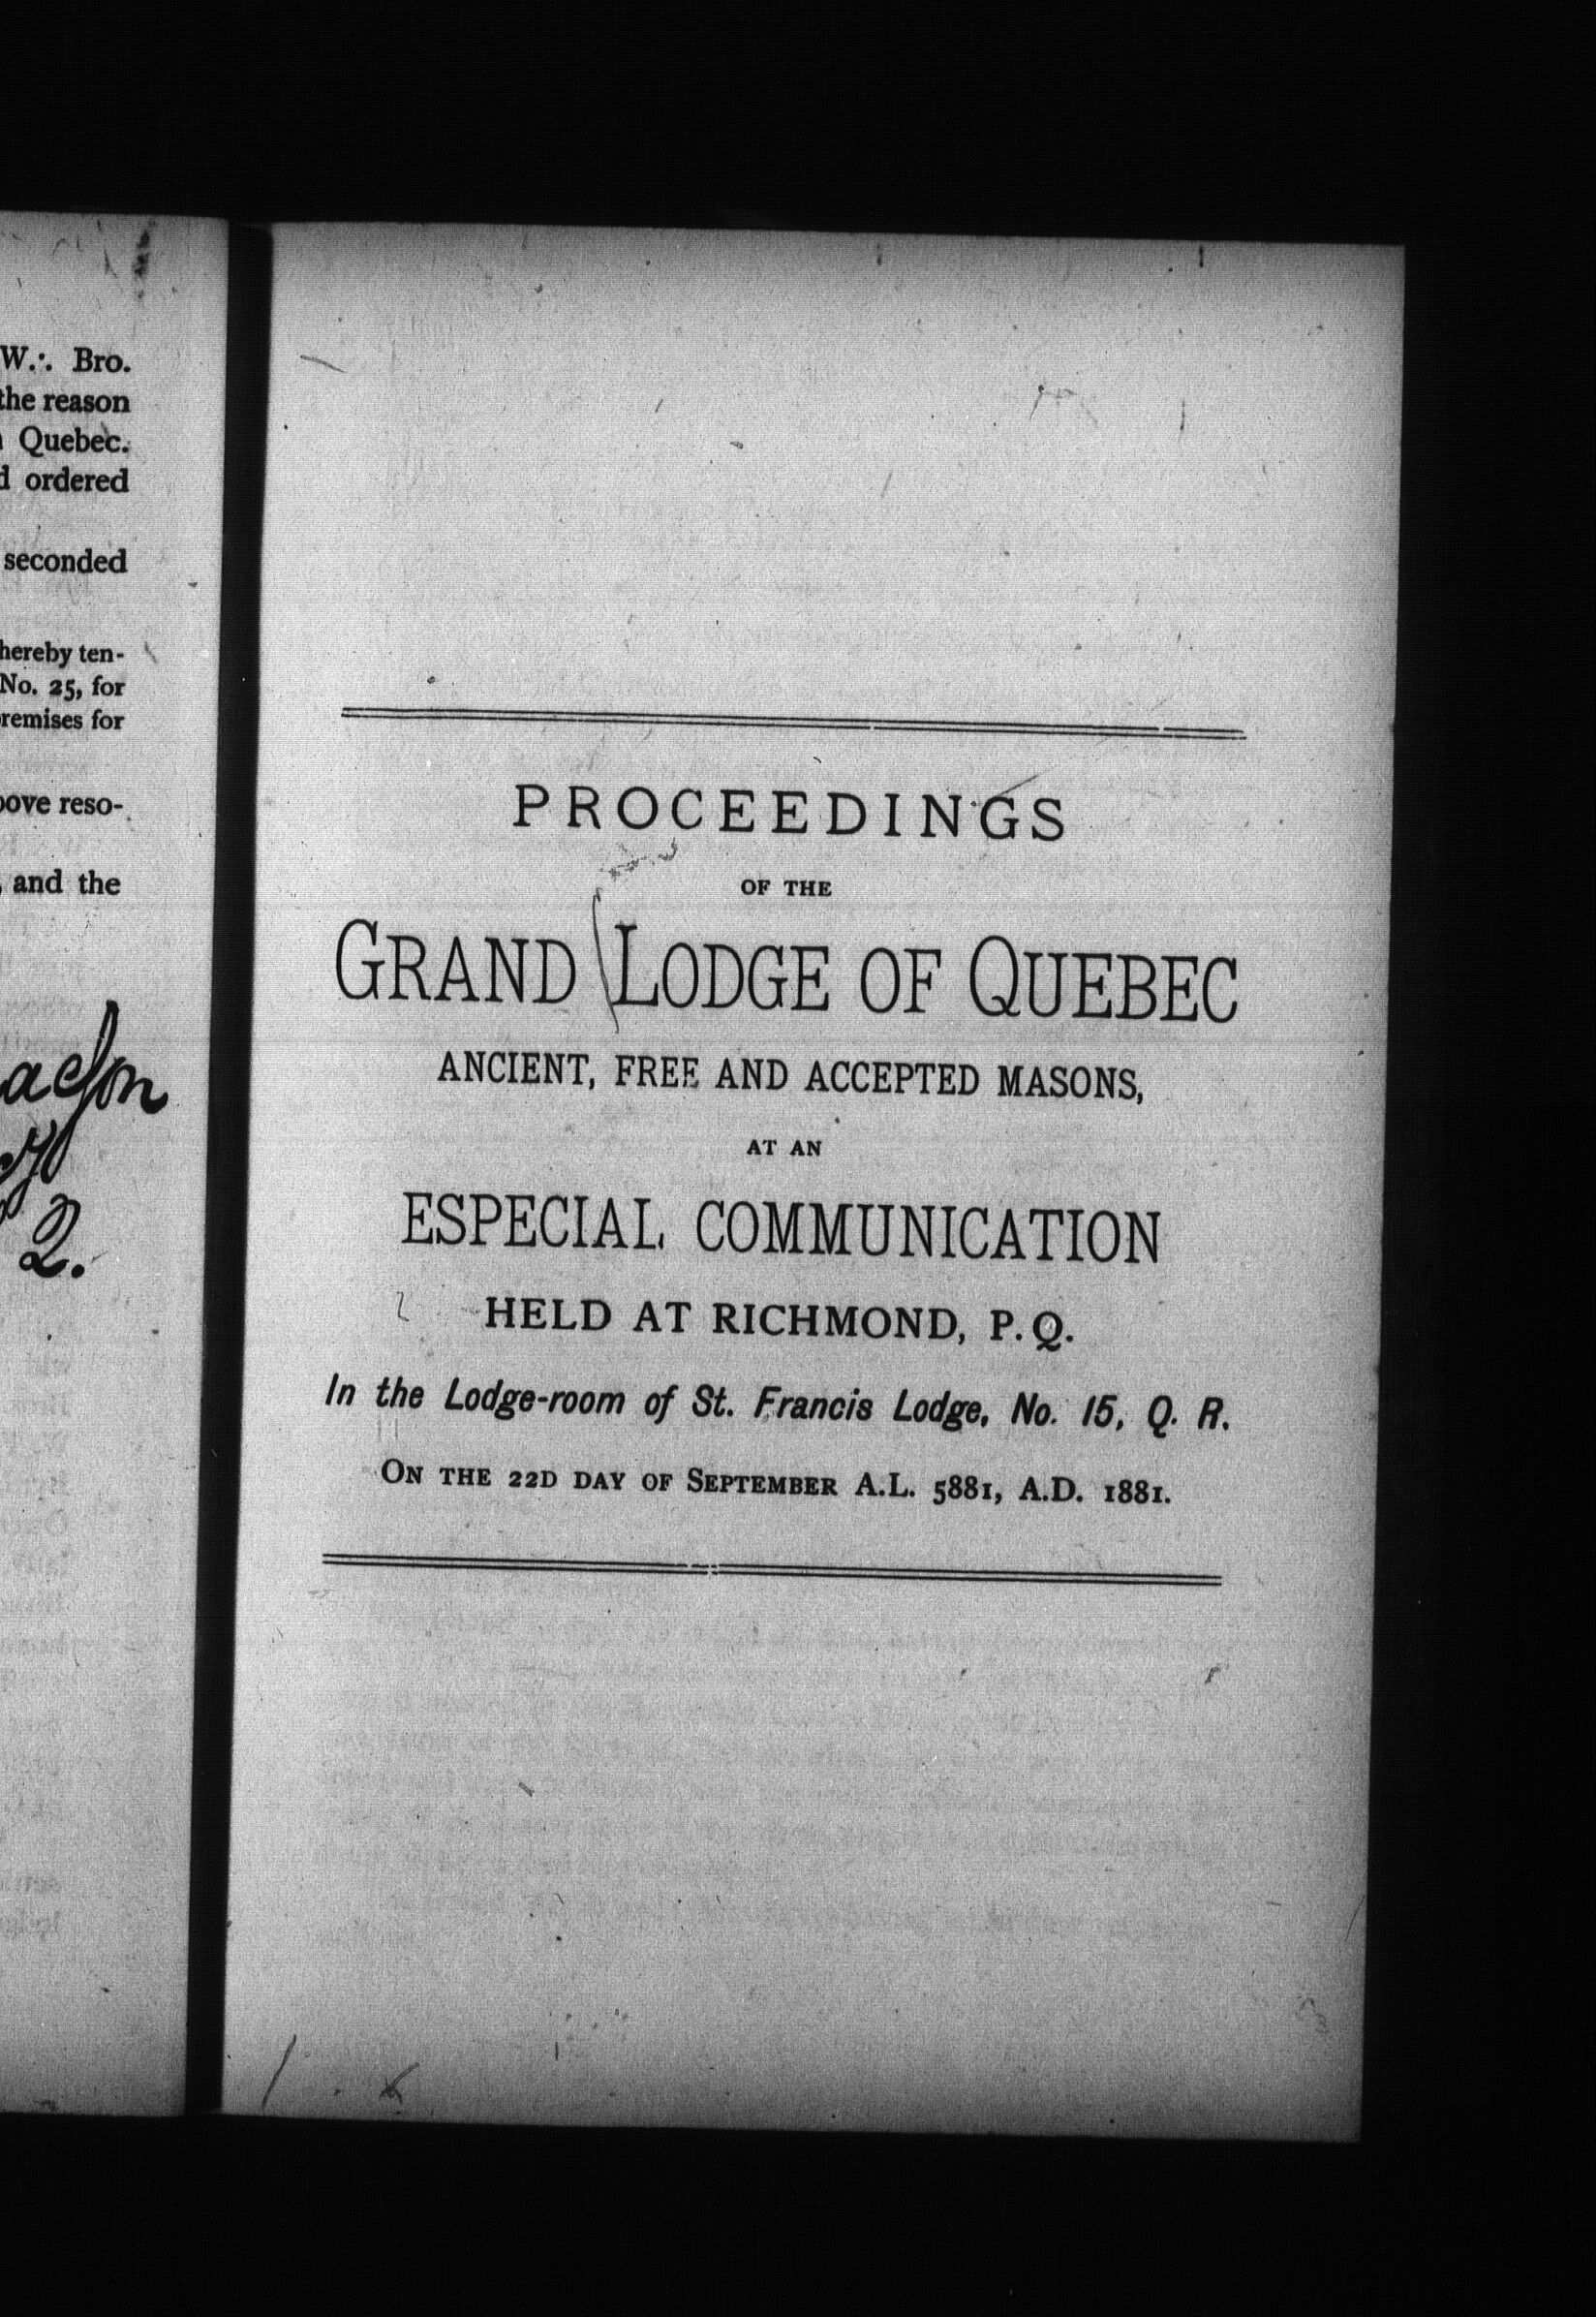 W.·. Bro.
the reason
Quebec.
ordered
seconded
hereby ten-
No. 25, for
premises for
reso-
and the
2.
PROCEEDINGS
OF THE
GRAND LODGE OF QUEBEC
ANCIENT, FREE AND ACCEPTED MASONS,
AT AN
ESPECIAL COMMUNICATION
HELD AT RICHMOND, P.Q.
In the Lodge-room of St. Francis Lodge, No. 15, Q. R.
ON THE 22D DAY OF SEPTEMBER A.L. 5881, A.D. 1881.